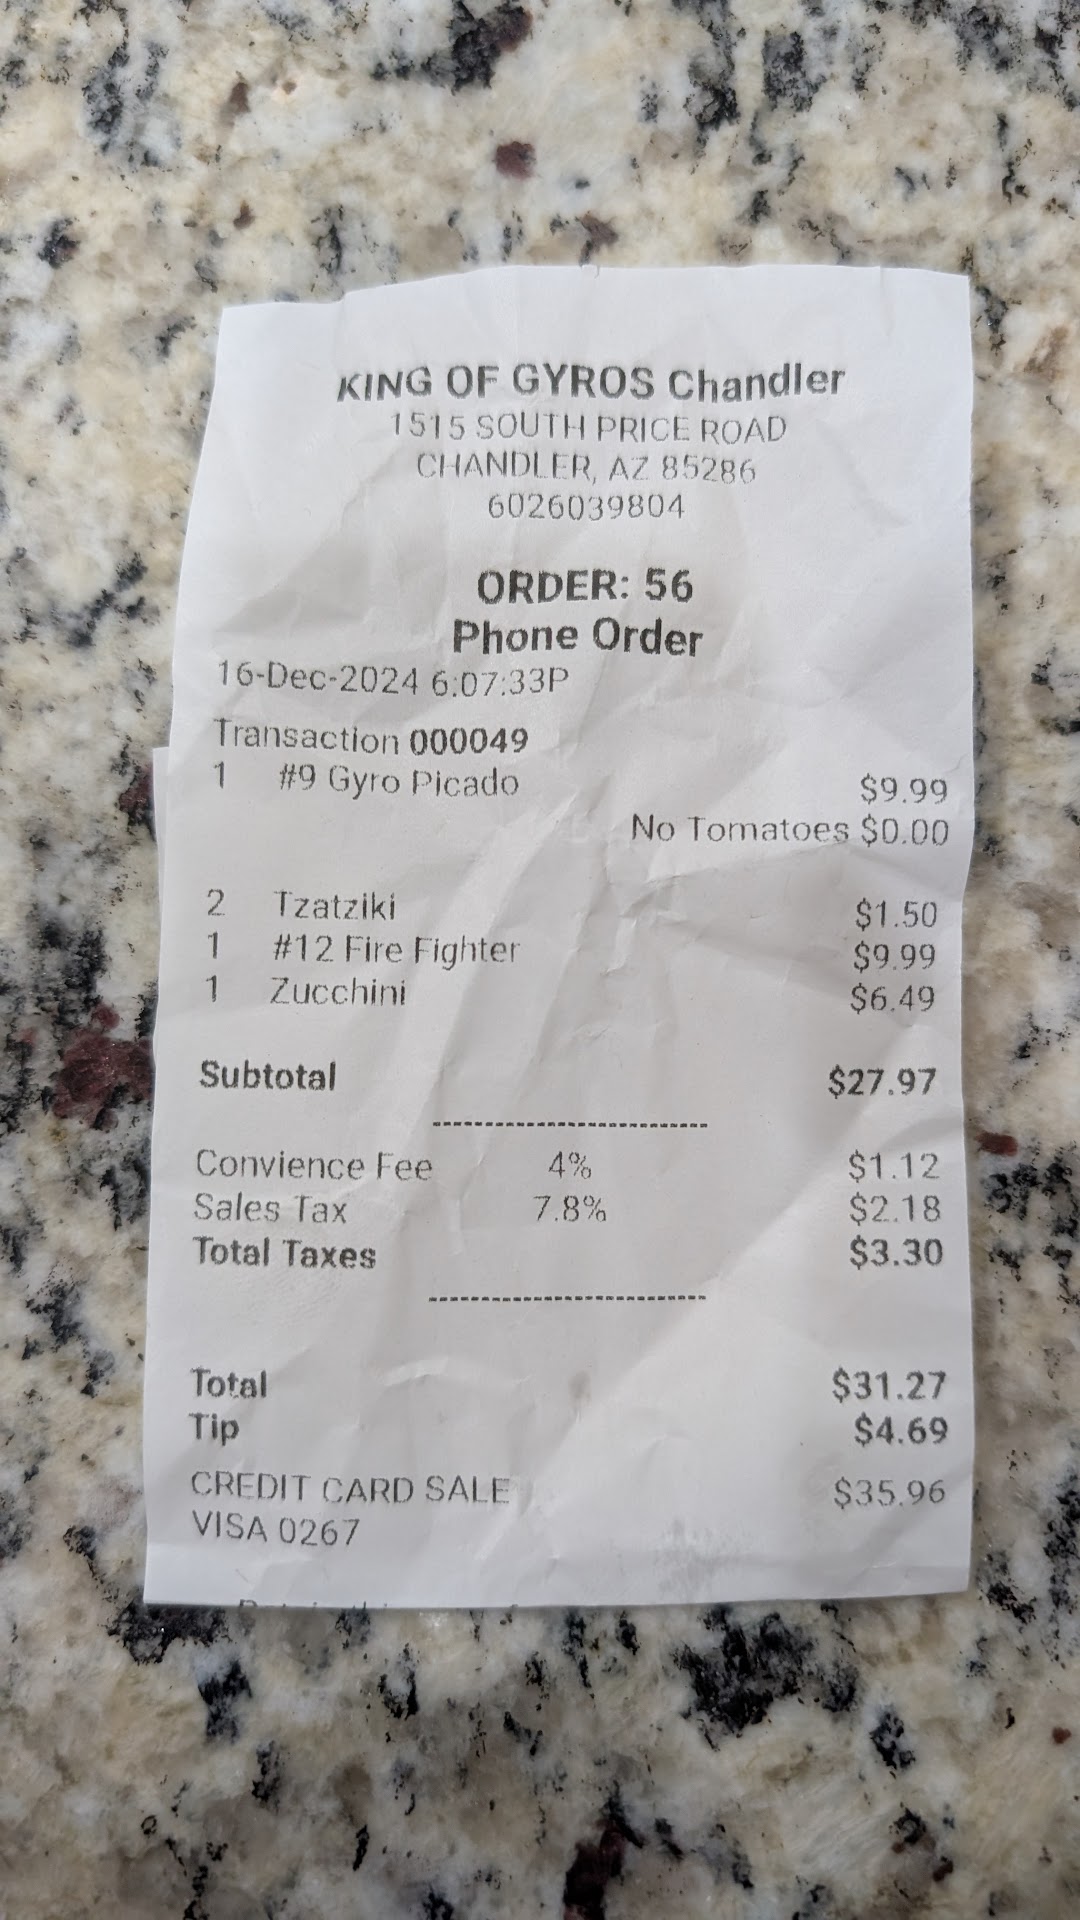 KING OF GYROS Chandler
1515 SOUTH PRICE ROAD
CHANDLER, AZ 85286
6026039804
ORDER: 56
Phone Order
16-Dec-2024 6:07:33P
Transaction 000049
1 #9 Gyro Picado $9.99
No Tomatoes $0.00
2 Tzatziki $1.50
1 #12 Fire Fighter $9.99
1 Zucchini $6.49
Subtotal $27.97
Convience Fee 4% $1.12
Sales Tax 7.8% $2.18
Total Taxes $3.30
Total $31.27
Tip $4.69
CREDIT CARD SALE $35.96
VISA 0267